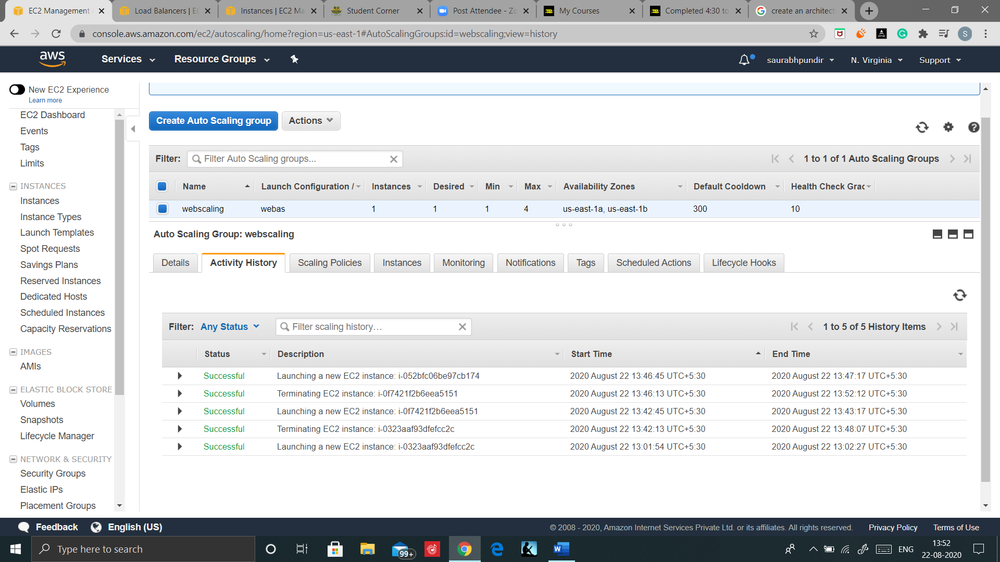 EC2 Management
Load Balancers | EC
Instances | EC2 Ma
Student Corner
Post Attendee - Zo
My Courses
Completed 4:30 to
create an architect
console.aws.amazon.com/ec2/autoscaling/home?region=us-east-1#AutoScalingGroups:id=webscaling;view=history
S
aws
Services
Resource Groups
saurabhpundir
N. Virginia
Support
New EC2 Experience
Learn more
EC2 Dashboard
Events
Tags
Limits
INSTANCES
Instances
Instance Types
Launch Templates
Spot Requests
Savings Plans
Reserved Instances
Dedicated Hosts
Scheduled Instances
Capacity Reservations
IMAGES
AMIs
ELASTIC BLOCK STORE
Volumes
Snapshots
Lifecycle Manager
NETWORK & SECURITY
Security Groups
Elastic IPs
Placement Groups
Create Auto Scaling group
Actions
Filter: Filter Auto Scaling groups...
1 to 1 of 1 Auto Scaling Groups
Name Launch Configuration / Instances Desired Min Max Availability Zones Default Cooldown Health Check Grac
webscaling webas 1 1 1 4 us-east-1a, us-east-1b 300 10
Auto Scaling Group: webscaling
Details Activity History Scaling Policies Instances Monitoring Notifications Tags Scheduled Actions Lifecycle Hooks
Filter: Any Status Filter scaling history… 1 to 5 of 5 History Items
Status Description Start Time End Time
Successful Launching a new EC2 instance: i-052bfc06be97cb174 2020 August 22 13:46:45 UTC+5:30 2020 August 22 13:47:17 UTC+5:30
Successful Terminating EC2 instance: i-0f7421f2b6eea5151 2020 August 22 13:46:13 UTC+5:30 2020 August 22 13:52:12 UTC+5:30
Successful Launching a new EC2 instance: i-0f7421f2b6eea5151 2020 August 22 13:42:45 UTC+5:30 2020 August 22 13:43:17 UTC+5:30
Successful Terminating EC2 instance: i-0323aaf93dfefcc2c 2020 August 22 13:42:13 UTC+5:30 2020 August 22 13:48:07 UTC+5:30
Successful Launching a new EC2 instance: i-0323aaf93dfefcc2c 2020 August 22 13:01:54 UTC+5:30 2020 August 22 13:02:27 UTC+5:30
Feedback English (US)
© 2008 - 2020, Amazon Internet Services Private Ltd. or its affiliates. All rights reserved. Privacy Policy Terms of Use
Type here to search
99+
ENG
13:52
22-08-2020